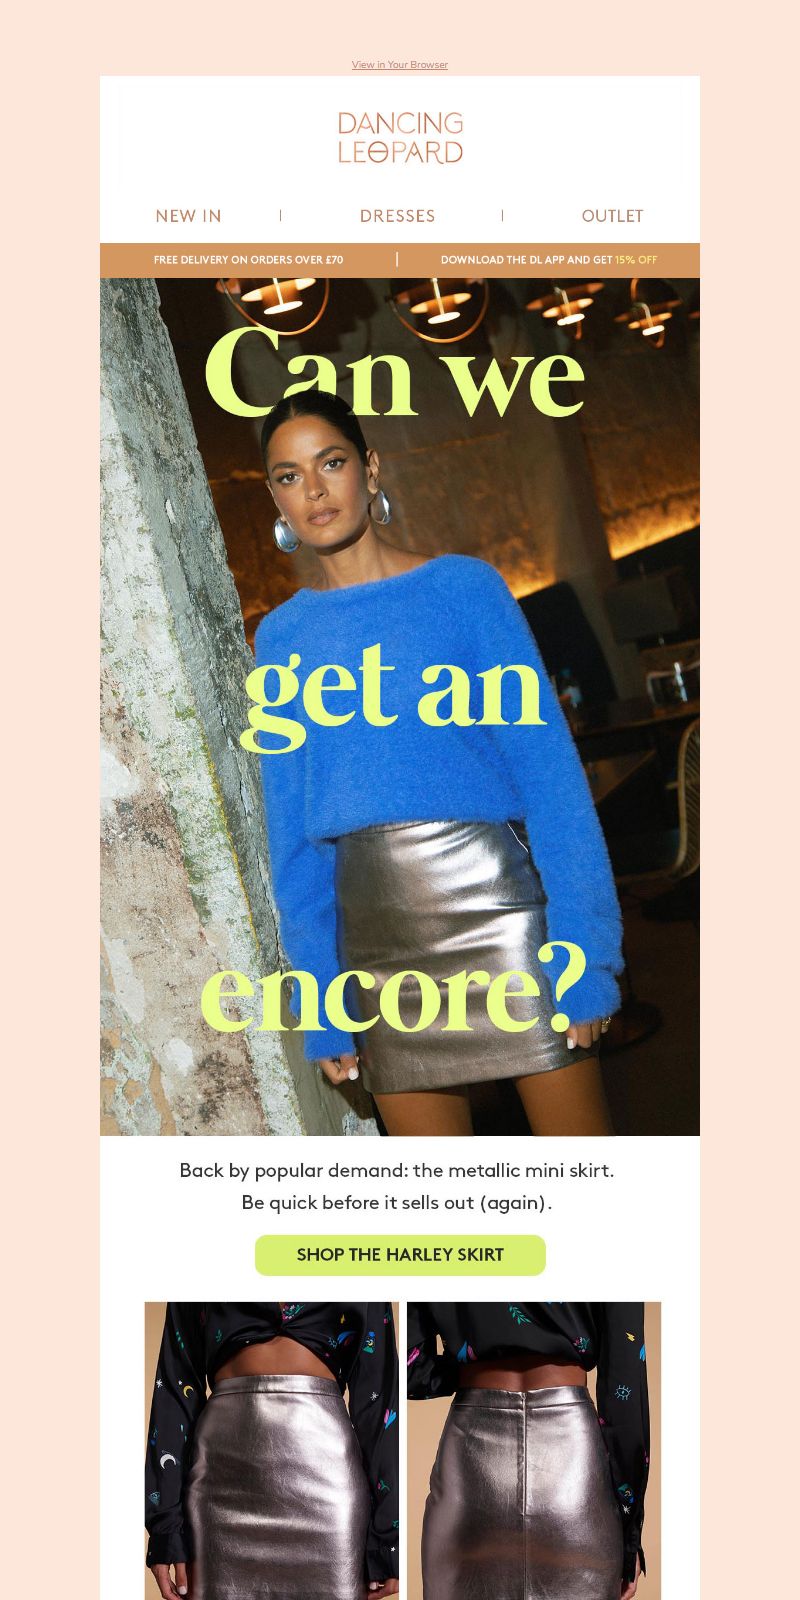 View in Your Browser
DANCING
LEOPARD
NEW IN | DRESSES | OUTLET
FREE DELIVERY ON ORDERS OVER £70 | DOWNLOAD THE DL APP AND GET 15% OFF
Can we
get an
encore?
Back by popular demand: the metallic mini skirt.
Be quick before it sells out (again).
SHOP THE HARLEY SKIRT